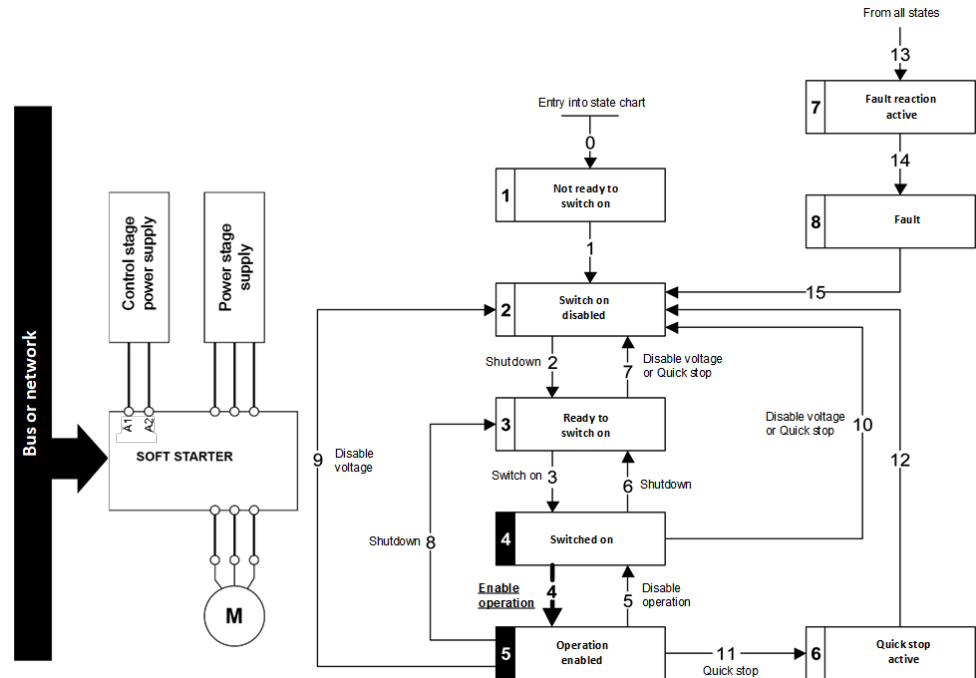 From all states
13
7
Fault reaction
active
14
8
Fault
15
Entry into state chart
0
1
Not ready to
switch on
1
2
Switch on
disabled
Shutdown
2
7
Disable voltage
or Quick stop
3
Ready to
switch on
Switch on
3
6
Shutdown
4
Switched on
Enable
operation
4
5
Disable
operation
5
Operation
enabled
11
Quick stop
6
Quick stop
active
Disable voltage
or Quick stop
10
12
9
Disable
voltage
Shutdown
8
Bus or network
Control stage
power supply
Power stage
supply
A1
A2
SOFT STARTER
M